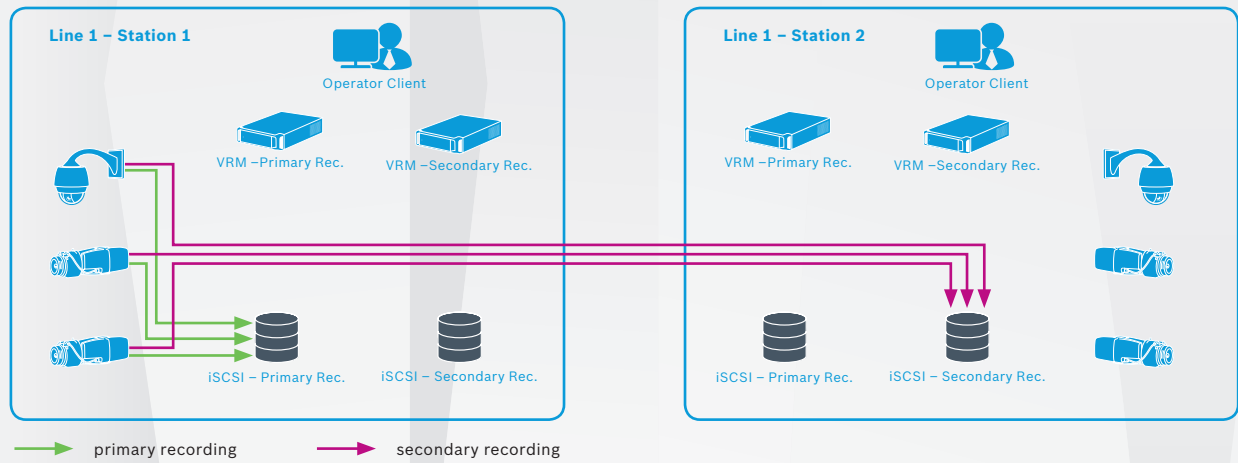 Line 1 – Station 1
Operator Client
VRM –Primary Rec.
VRM –Secondary Rec.
iSCSI – Primary Rec.
iSCSI – Secondary Rec.
Line 1 – Station 2
Operator Client
VRM –Primary Rec.
VRM –Secondary Rec.
iSCSI – Primary Rec.
iSCSI – Secondary Rec.
primary recording
secondary recording